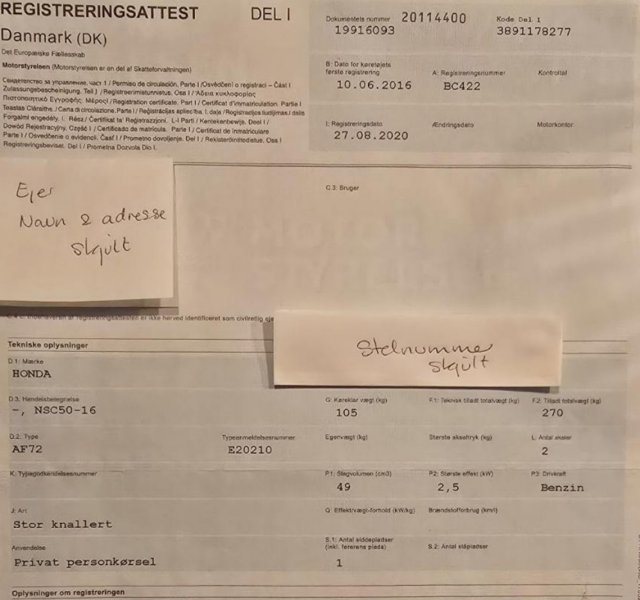 REGISTRERINGSATTEST DEL I
Danmark (DK)
Det Europæiske Fællesskab
Motorstyrelsen (Motorstyrelsen er en del af Skatteforvaltningen)
Dokumentets nummer 20114400
19916093
Kode Del 1
3891178277
B: Dato for køretøjets
første registrering
10.06.2016
A: Registreringsnummer
BC422
Kontroltal
I: Registreringsdato
27.08.2020
Ændringsdato
Motorkontor:
Ejer
Navn & adresse
skjült
C.3: Bruger
Stelnummer
skjült
Tekniske oplysninger
D.1: Mærke
HONDA
D.3: Handelsbetegnelse
-, NSC50-16
G: Køreklar vægt (kg)
105
F.1: Teknisk tilladt totalvægt (kg)
F.2: Tilladt totalvægt (kg)
270
D.2: Type
AF72
Typeanmeldelsesnummer
E20210
Egenvægt (kg)
Største akseltryk (kg)
L: Antal aksler
2
K: Typegodkendelsesnummer
P.1: Slagvolumen (cm3)
49
P.2: Største effekt (kW)
2,5
P.3: Drivkraft
Benzin
J: Art
Stor knallert
Q: Effekt/vægt-forhold (kW/kg)
Brændstofforbrug (km/l)
Anvendelse
Privat personkørsel
S.1: Antal siddepladser
(inkl. førerens plads)
1
S.2: Antal ståpladser
Oplysninger om registreringen